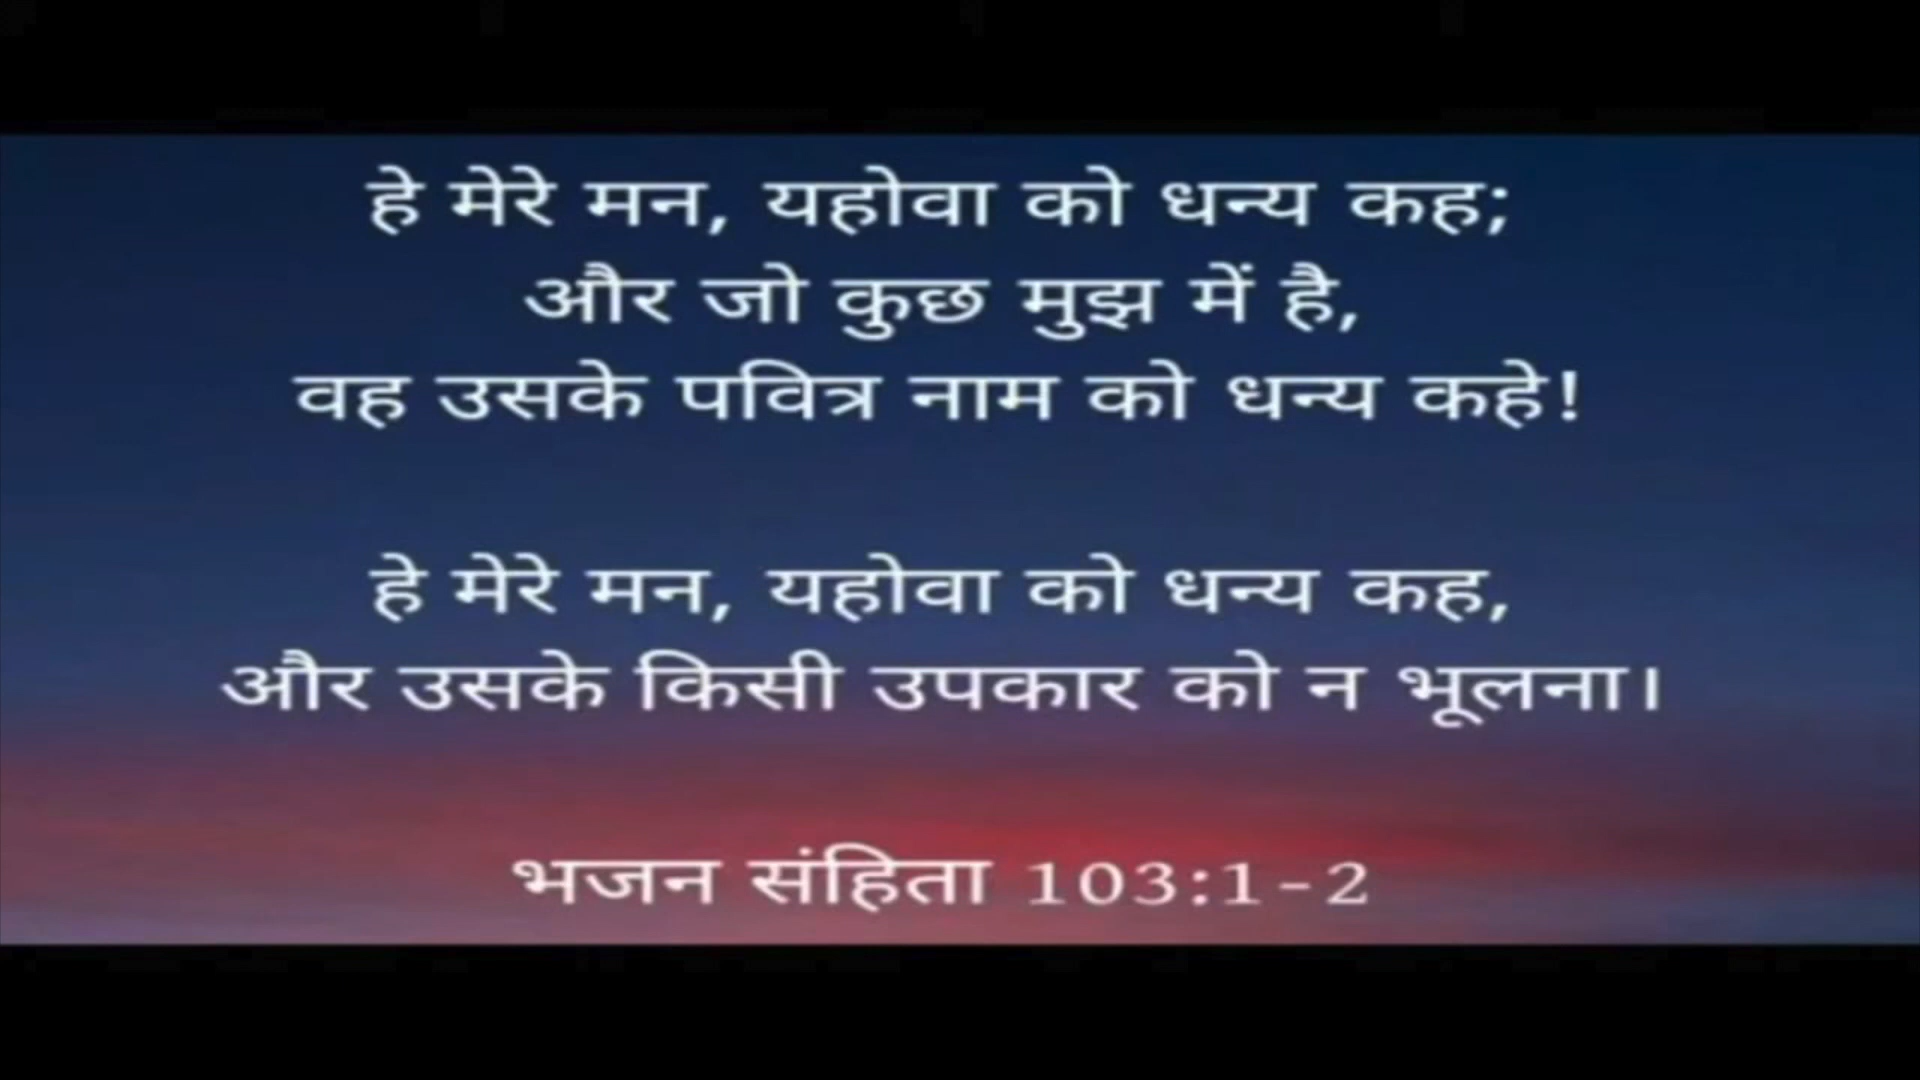 हे मेरे मन, यहोवा को धन्य कह;
और जो कुछ मुझ में है,
वह उसके पवित्र नाम को धन्य कहे!
हे मेरे मन, यहोवा को धन्य कह,
और उसके किसी उपकार को न भूलना।
भजन संहिता 103:1-2